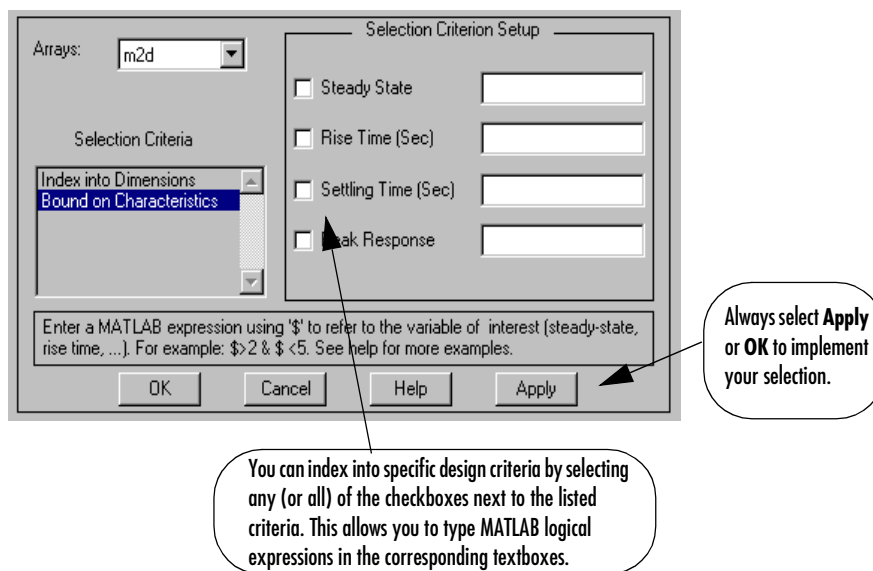 Arrays:
m2d
Selection Criteria
Index into Dimensions
Bound on Characteristics
Selection Criterion Setup
Steady State
Rise Time (Sec)
Settling Time (Sec)
Peak Response
Enter a MATLAB expression using '$' to refer to the variable of interest (steady-state,
rise time, ...). For example: $>2 & $ <5. See help for more examples.
OK
Cancel
Help
Apply
Always select Apply
or OK to implement
your selection.
You can index into specific design criteria by selecting
any (or all) of the checkboxes next to the listed
criteria. This allows you to type MATLAB logical
expressions in the corresponding textboxes.